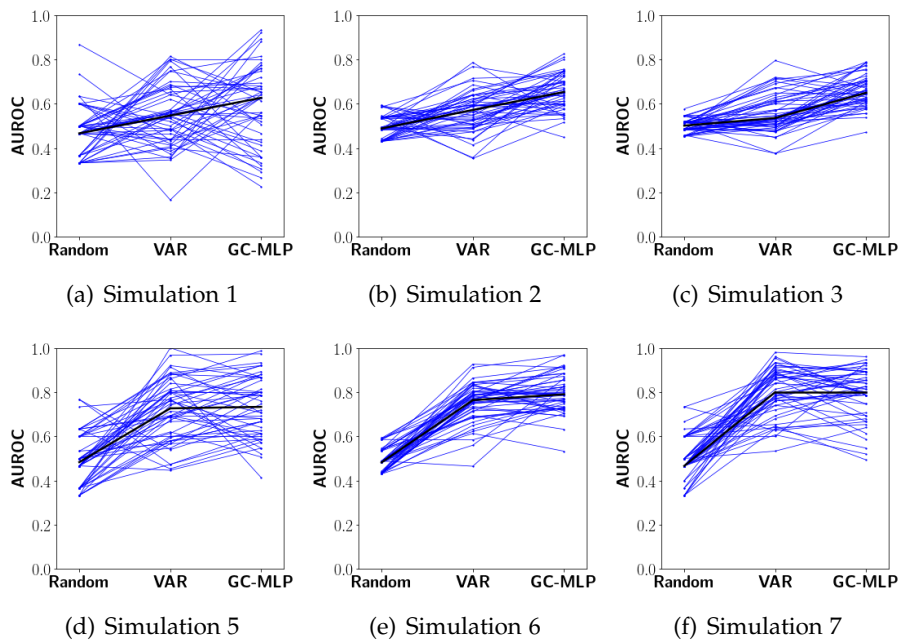 1.0
0.8
0.6
0.4
0.2
0.0
AUROC
Random VAR GC-MLP
(a) Simulation 1
1.0
0.8
0.6
0.4
0.2
0.0
AUROC
Random VAR GC-MLP
(b) Simulation 2
1.0
0.8
0.6
0.4
0.2
0.0
AUROC
Random VAR GC-MLP
(c) Simulation 3
1.0
0.8
0.6
0.4
0.2
0.0
AUROC
Random VAR GC-MLP
(d) Simulation 5
1.0
0.8
0.6
0.4
0.2
0.0
AUROC
Random VAR GC-MLP
(e) Simulation 6
1.0
0.8
0.6
0.4
0.2
0.0
AUROC
Random VAR GC-MLP
(f) Simulation 7